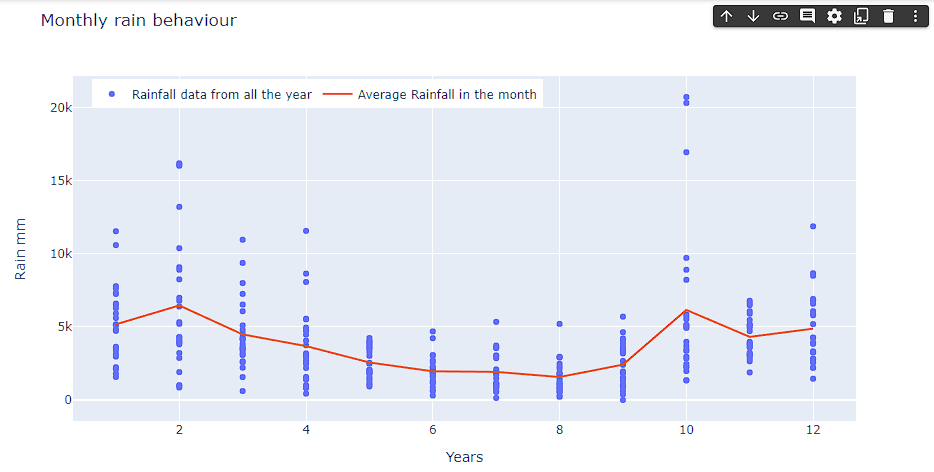 Monthly rain behaviour
Rainfall data from all the year
Average Rainfall in the month
20k
15k
10k
5k
0
Rain mm
2
4
6
8
10
12
Years